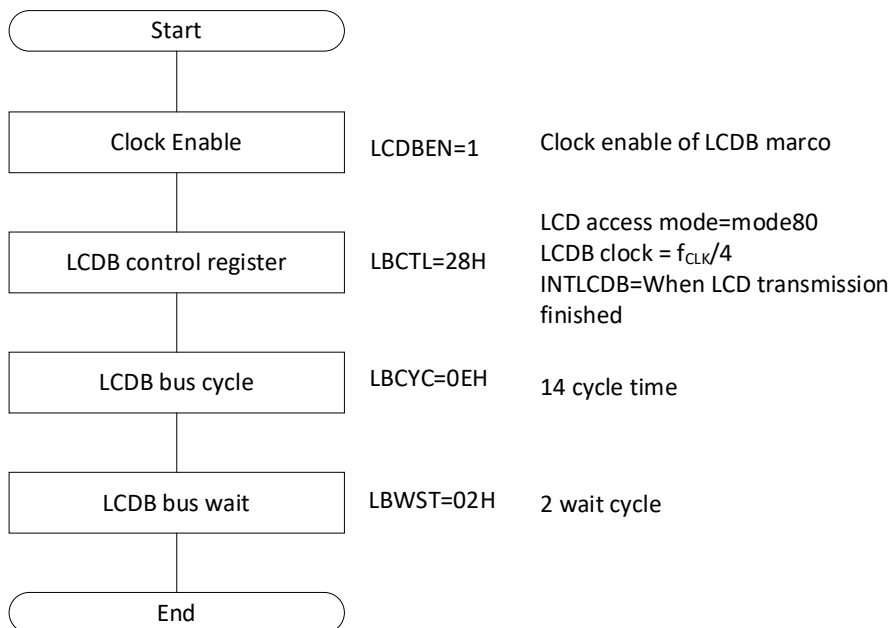 Start
Clock Enable
LCDBEN=1
Clock enable of LCDB marco
LCDB control register
LBCTL=28H
LCD access mode=mode80
LCDB clock = fCLK/4
INTLCDB=When LCD transmission
finished
LCDB bus cycle
LBCYC=0EH
14 cycle time
LCDB bus wait
LBWST=02H
2 wait cycle
End